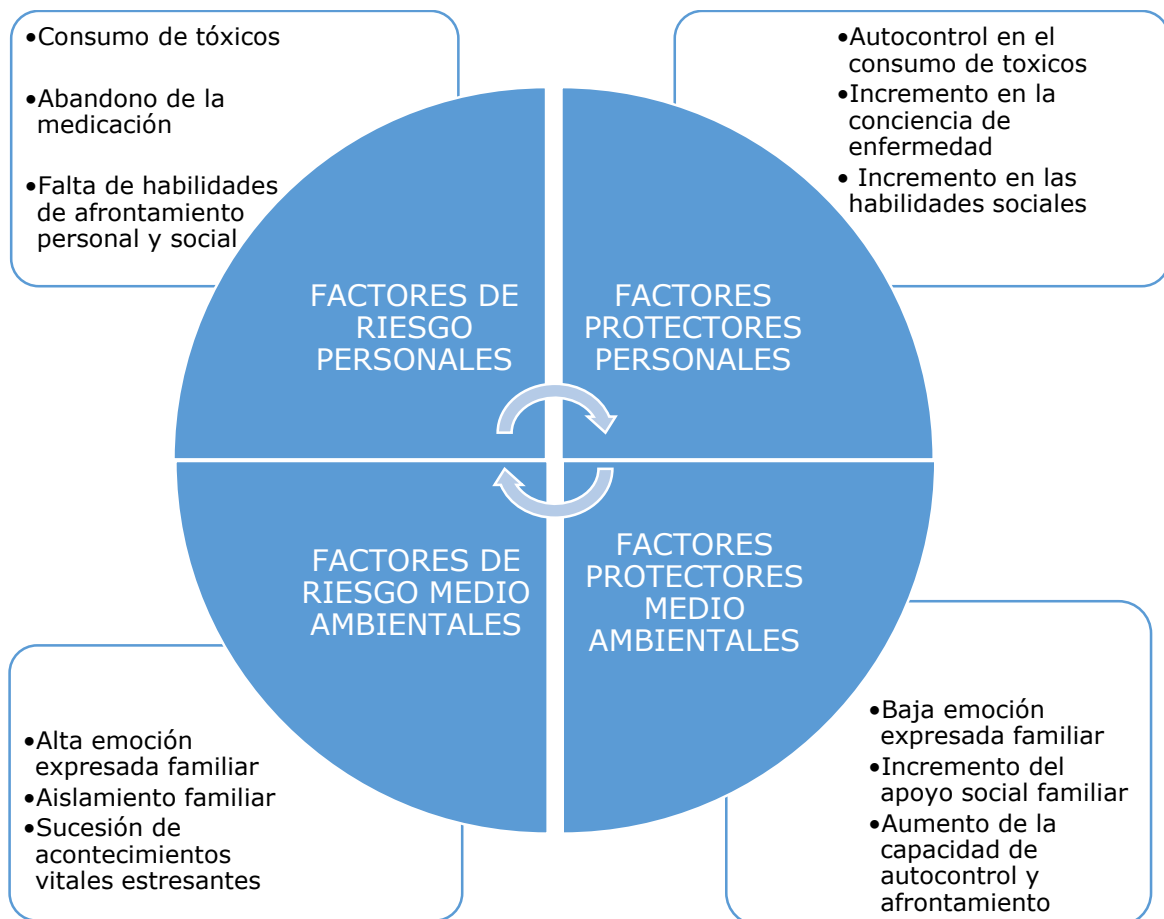 •Consumo de tóxicos
•Abandono de la
medicación
•Falta de habilidades
de afrontamiento
personal y social
•Autocontrol en el
consumo de toxicos
•Incremento en la
conciencia de
enfermedad
• Incremento en las
habilidades sociales
FACTORES DE
RIESGO
PERSONALES
FACTORES
PROTECTORES
PERSONALES
FACTORES DE
RIESGO MEDIO
AMBIENTALES
FACTORES
PROTECTORES
MEDIO
AMBIENTALES
•Alta emoción
expresada familiar
•Aislamiento familiar
•Sucesión de
acontecimientos
vitales estresantes
•Baja emoción
expresada familiar
•Incremento del
apoyo social familiar
•Aumento de la
capacidad de
autocontrol y
afrontamiento